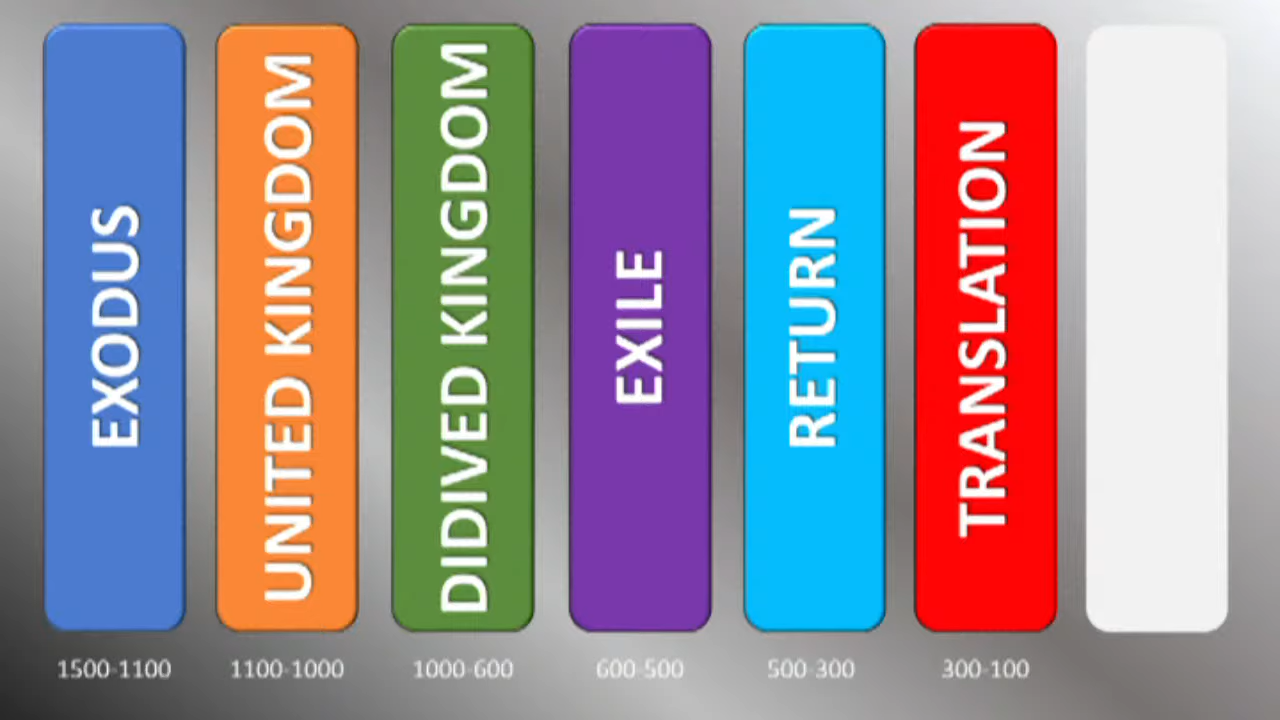 EXODUS
UNITED KINGDOM
DIDIVED KINGDOM
EXILE
RETURN
TRANSLATION
1500-1100
1100-1000
1000-600
600-500
500-300
300-100